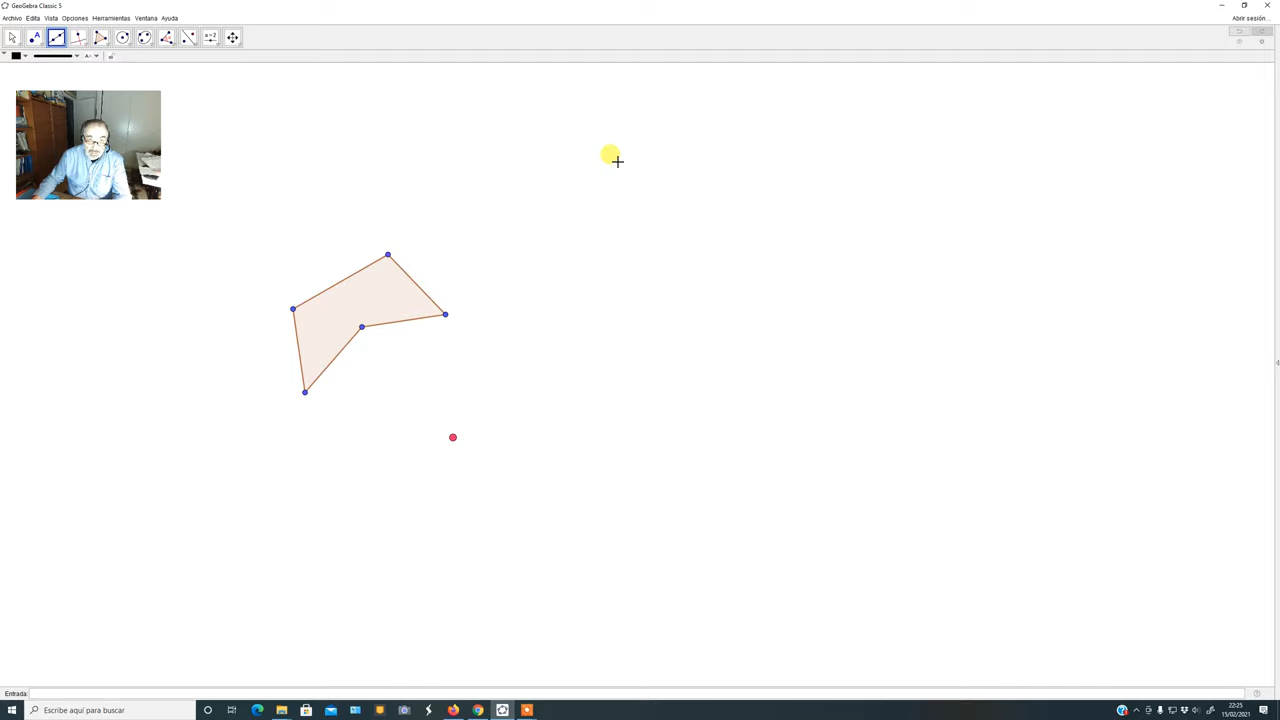 GeoGebra Classic 5
Archivo Edita Vista Opciones Herramientas Ventana Ayuda
Abrir sesión...
A
a=2
Entrada:
Escribe aquí para buscar
22:25
15/02/2021